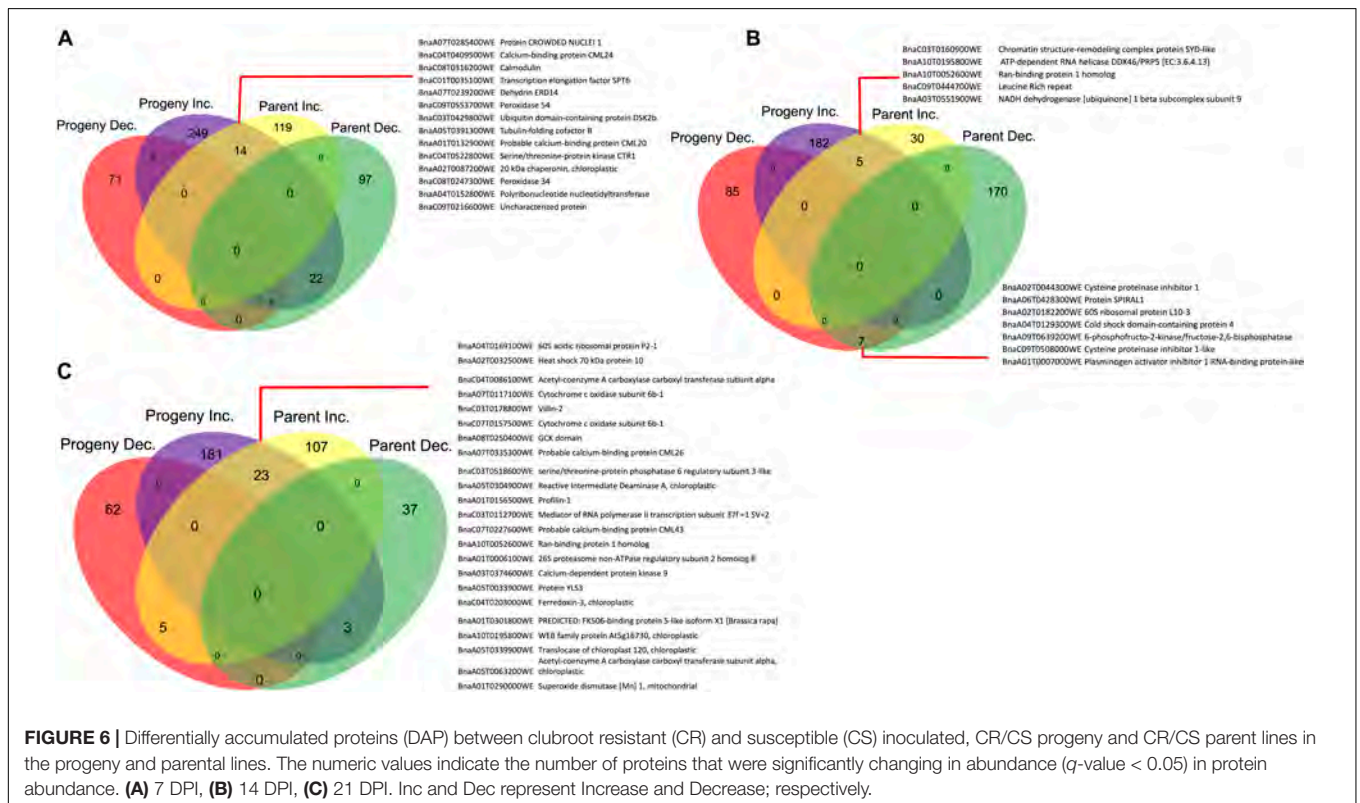 A
BnaA07T0285400WE Protein CROWDED NUCLEI 1
BnaC04T0409500WE Calcium-binding protein CML24
BnaC08T0316200WE Calmodulin
BnaC01T0035100WE Transcription elongation factor SPT6
BnaA07T0239200WE Dehydrin ERD14
BnaC09T0553700WE Peroxidase 54
BnaC03T0429800WE Ubiquitin domain-containing protein DSK2b
BnaA05T0391300WE Tubulin-folding cofactor B
BnaA01T0132900WE Probable calcium-binding protein CML20
BnaC04T0522800WE Serine/threonine-protein kinase CTR1
BnaA02T0087200WE 20 kDa chaperonin, chloroplastic
BnaC08T0247300WE Peroxidase 34
BnaA04T0152800WE Polyribonucleotide nucleotidyltransferase
BnaC09T0216600WE Uncharacterised protein
Progeny Dec.
Progeny Inc.
Parent Inc.
Parent Dec.
249
119
71
0
14
0
97
0
0
0
0
22
0
0
0
B
BnaC03T0160900WE Chromatin structure-remodeling complex protein SYD-like
BnaA10T0195800WE ATP-dependent RNA helicase DDX46/PRP5 [EC:3.6.4.13]
BnaA10T0052600WE Ran-binding protein 1 homolog
BnaC09T0444700WE Leucine Rich repeat
BnaA03T0551900WE NADH dehydrogenase [ubiquinone] 1 beta subcomplex subunit 9
Progeny Dec.
Progeny Inc.
Parent Inc.
Parent Dec.
182
30
85
0
5
0
170
0
0
0
0
0
0
0
7
BnaA02T0044300WE Cysteine proteinase inhibitor 1
BnaA06T0428300WE Protein SPIRAL1
BnaA02T0182200WE 60S ribosomal protein L10-3
BnaA04T0129300WE Cold shock domain-containing protein 4
BnaA09T0639200WE 6-phosphofructo-2-kinase/fructose-2,6-bisphosphatase
BnaC09T0508000WE Cysteine proteinase inhibitor 1-like
BnaA01T0007000WE Plasminogen activator inhibitor 1 RNA-binding protein-like
C
BnaA04T0169100WE 60S acidic ribosomal protein P2-1
BnaA02T0032500WE Heat shock 70 kDa protein 10
BnaC04T0086100WE Acetyl-coenzyme A carboxylase carboxyl transferase subunit alpha
BnaA07T0117100WE Cytochrome c oxidase subunit 6b-1
BnaC03T0178800WE Villin-2
BnaC07T0157500WE Cytochrome c oxidase subunit 6b-1
BnaA08T0250400WE GCK domain
BnaA07T0335300WE Probable calcium-binding protein CML26
BnaC03T0518600WE serine/threonine-protein phosphatase 6 regulatory subunit 3-like
BnaA05T0304900WE Reactive Intermediate Deaminase A, chloroplastic
BnaA01T0156500WE Profilin-1
BnaC03T0112700WE Mediator of RNA polymerase II transcription subunit 37F=1 SV=2
BnaC07T0227600WE Probable calcium-binding protein CML43
BnaA10T0052600WE Ran-binding protein 1 homolog
BnaA01T0006100WE 26S proteasome non-ATPase regulatory subunit 2 homolog B
BnaA03T0374600WE Calcium-dependent protein kinase 9
BnaA05T0033900WE Protein YLS3
BnaC04T0203000WE Ferredoxin-3, chloroplastic
BnaA01T0301800WE PREDICTED: FK506-binding protein 5-like isoform X1 [Brassica rapa]
BnaA10T0195800WE WEB family protein At5g16730, chloroplastic
BnaA05T0339900WE Translocase of chloroplast 120, chloroplastic
Acetyl-coenzyme A carboxylase carboxyl transferase subunit alpha,
BnaA05T0063200WE chloroplastic
BnaA01T0290000WE Superoxide dismutase [Mn] 1, mitochondrial
Progeny Dec.
Progeny Inc.
Parent Inc.
Parent Dec.
181
107
62
0
23
0
37
0
0
0
5
3
0
0
0
FIGURE 6 | Differentially accumulated proteins (DAP) between clubroot resistant (CR) and susceptible (CS) inoculated, CR/CS progeny and CR/CS parent lines in
the progeny and parental lines. The numeric values indicate the number of proteins that were significantly changing in abundance (q-value < 0.05) in protein
abundance. (A) 7 DPI, (B) 14 DPI, (C) 21 DPI. Inc and Dec represent Increase and Decrease; respectively.